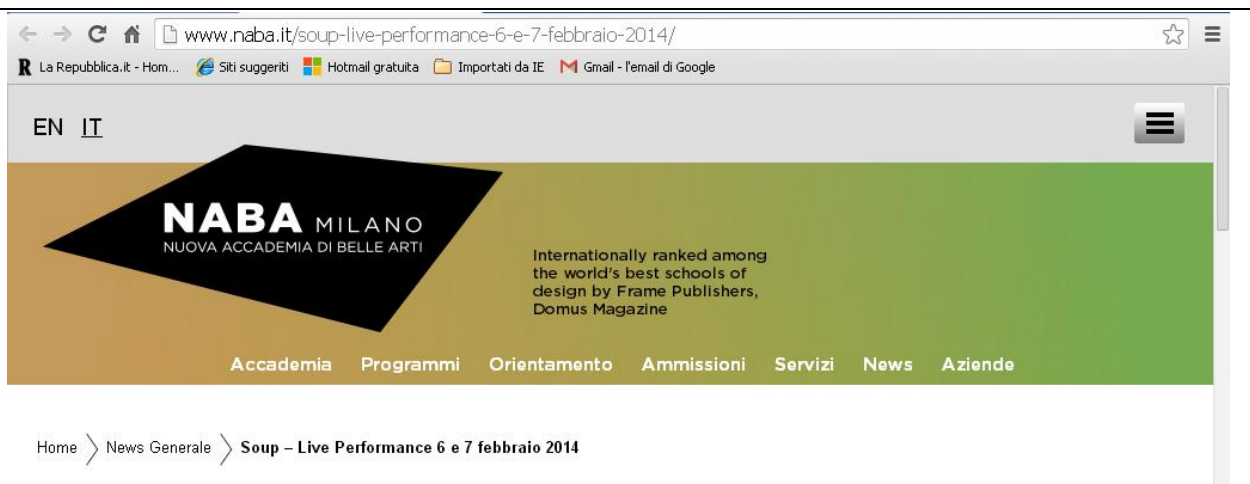 www.naba.it/soup-live-performance-6-e-7-febbraio-2014/
R La Repubblica.it - Hom... Siti suggeriti Hotmail gratuita Importati da IE Gmail - l'email di Google
EN IT
NABA MILANO
NUOVA ACCADEMIA DI BELLE ARTI
Internationally ranked among
the world's best schools of
design by Frame Publishers,
Domus Magazine
Accademia Programmi Orientamento Ammissioni Servizi News Aziende
Home News Generale Soup – Live Performance 6 e 7 febbraio 2014